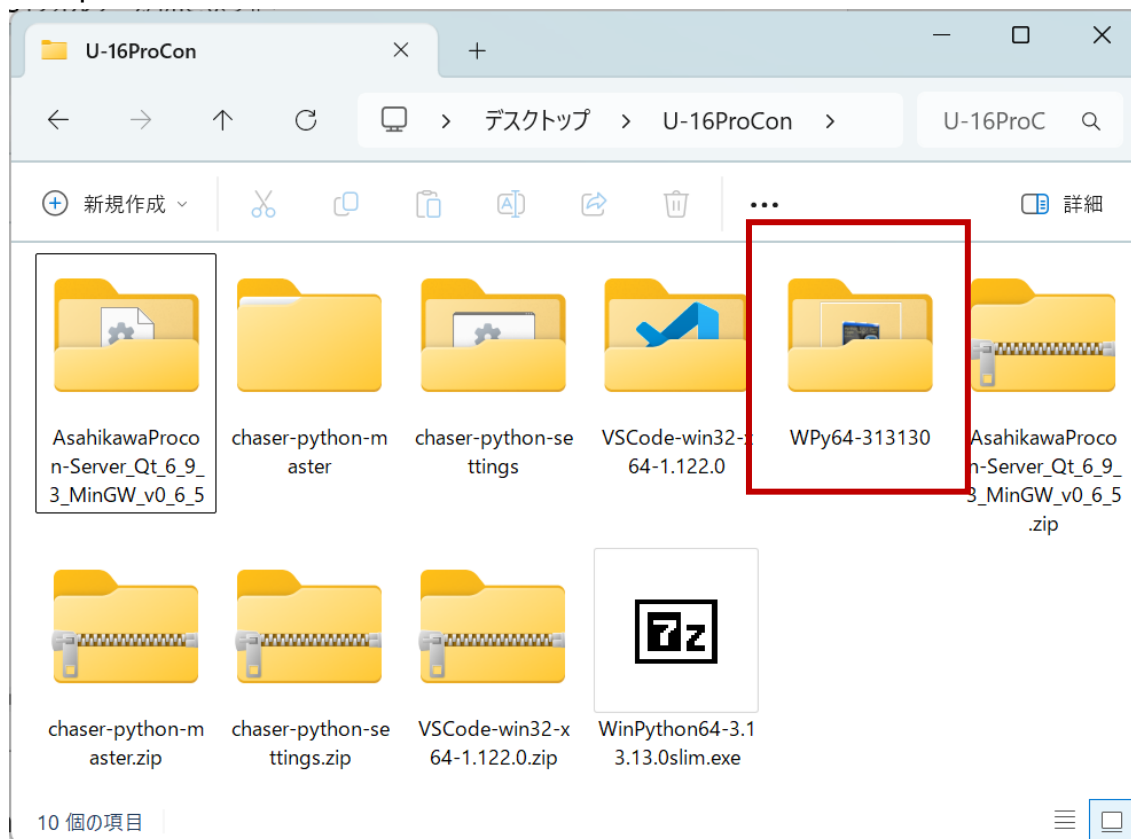 U-16ProCon
デスクトップ > U-16ProCon >
U-16ProC
新規作成
詳細
AsahikawaProco
n-Server_Qt_6_9_
3_MinGW_v0_6_5
chaser-python-m
aster
chaser-python-se
ttings
VSCode-win32-x
64-1.122.0
WPy64-313130
AsahikawaProco
n-Server_Qt_6_9_
3_MinGW_v0_6_5
.zip
chaser-python-m
aster.zip
chaser-python-se
ttings.zip
VSCode-win32-x
64-1.122.0.zip
7z
WinPython64-3.1
3.13.0slim.exe
10 個の項目